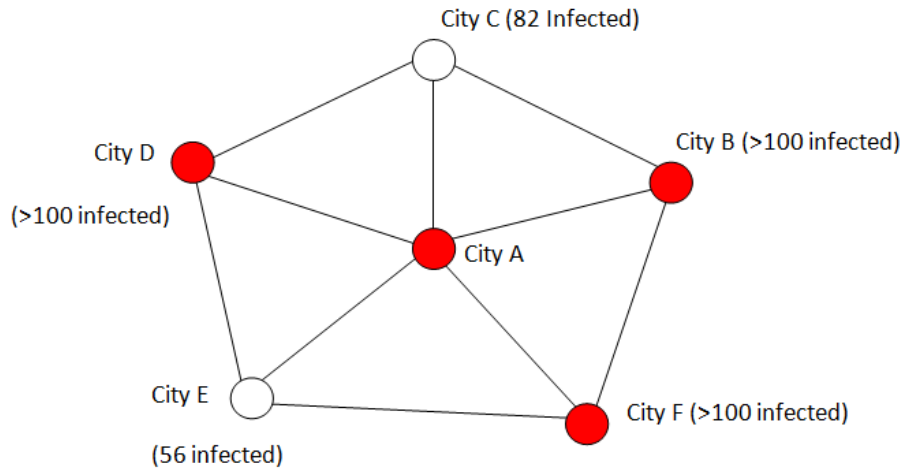 City C (82 Infected)
City D
City B (>100 infected)
(>100 infected)
City A
City E
City F (>100 infected)
(56 infected)